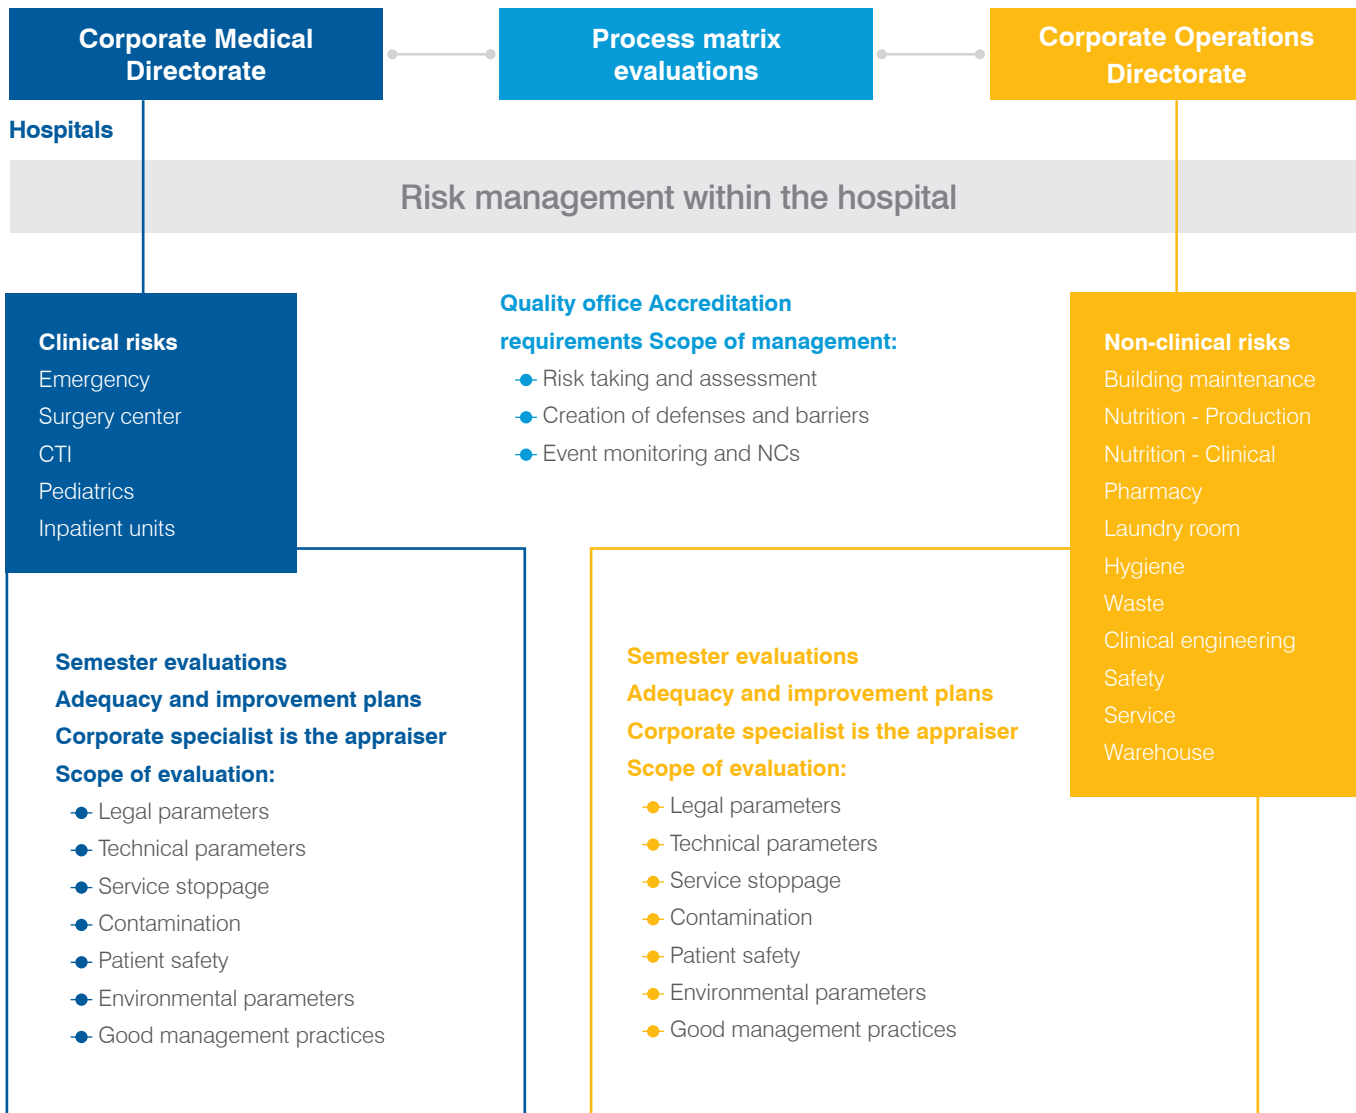 Corporate Medical
Directorate
Process matrix
evaluations
Corporate Operations
Directorate
Hospitals
Risk management within the hospital
Clinical risks
Emergency
Surgery center
CTI
Pediatrics
Inpatient units
Quality office Accreditation
requirements Scope of management:
Risk taking and assessment
Creation of defenses and barriers
Event monitoring and NCs
Non-clinical risks
Building maintenance
Nutrition - Production
Nutrition - Clinical
Pharmacy
Laundry room
Hygiene
Waste
Clinical engineering
Safety
Service
Warehouse
Semester evaluations
Adequacy and improvement plans
Corporate specialist is the appraiser
Scope of evaluation:
Legal parameters
Technical parameters
Service stoppage
Contamination
Patient safety
Environmental parameters
Good management practices
Semester evaluations
Adequacy and improvement plans
Corporate specialist is the appraiser
Scope of evaluation:
Legal parameters
Technical parameters
Service stoppage
Contamination
Patient safety
Environmental parameters
Good management practices